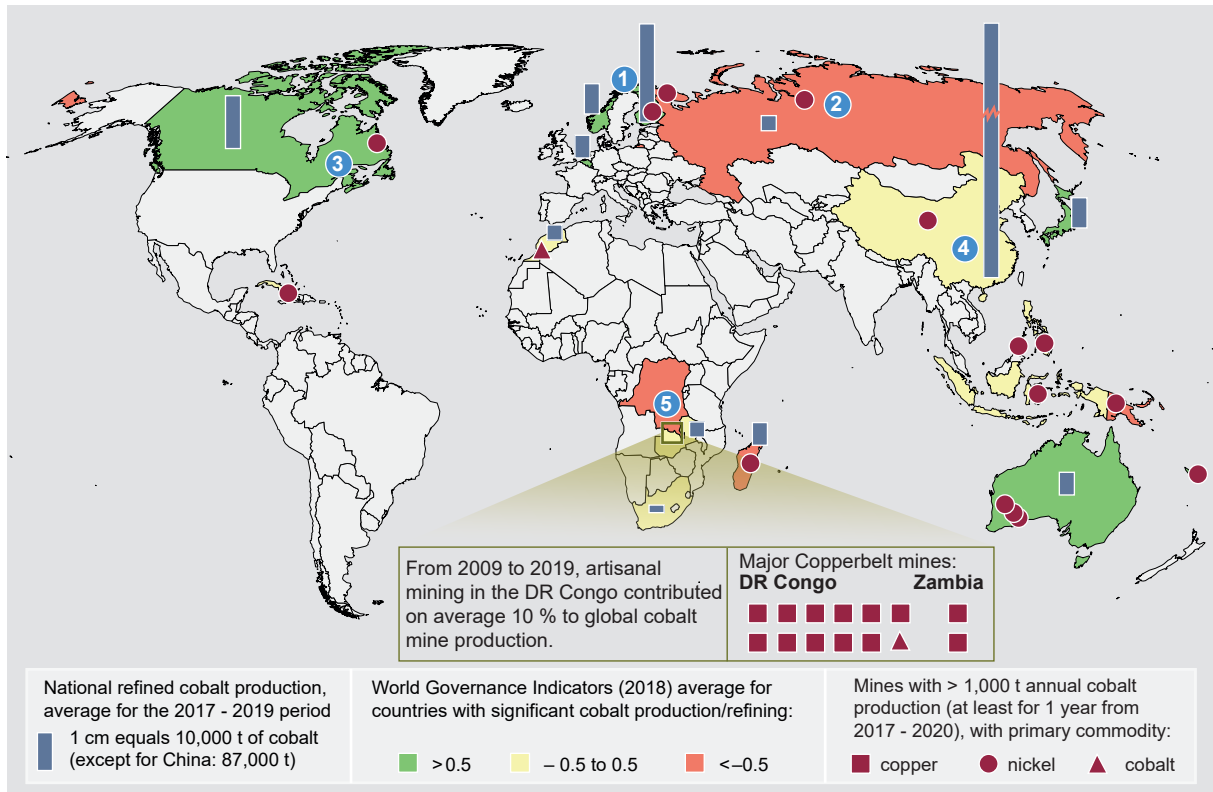 1
2
3
4
5
From 2009 to 2019, artisanal
mining in the DR Congo contributed
on average 10 % to global cobalt
mine production.
Major Copperbelt mines:
DR Congo Zambia
National refined cobalt production,
average for the 2017 - 2019 period
1 cm equals 10,000 t of cobalt
(except for China: 87,000 t)
World Governance Indicators (2018) average for
countries with significant cobalt production/refining:
> 0.5
– 0.5 to 0.5
< –0.5
Mines with > 1,000 t annual cobalt
production (at least for 1 year from
2017 - 2020), with primary commodity:
copper
nickel
cobalt